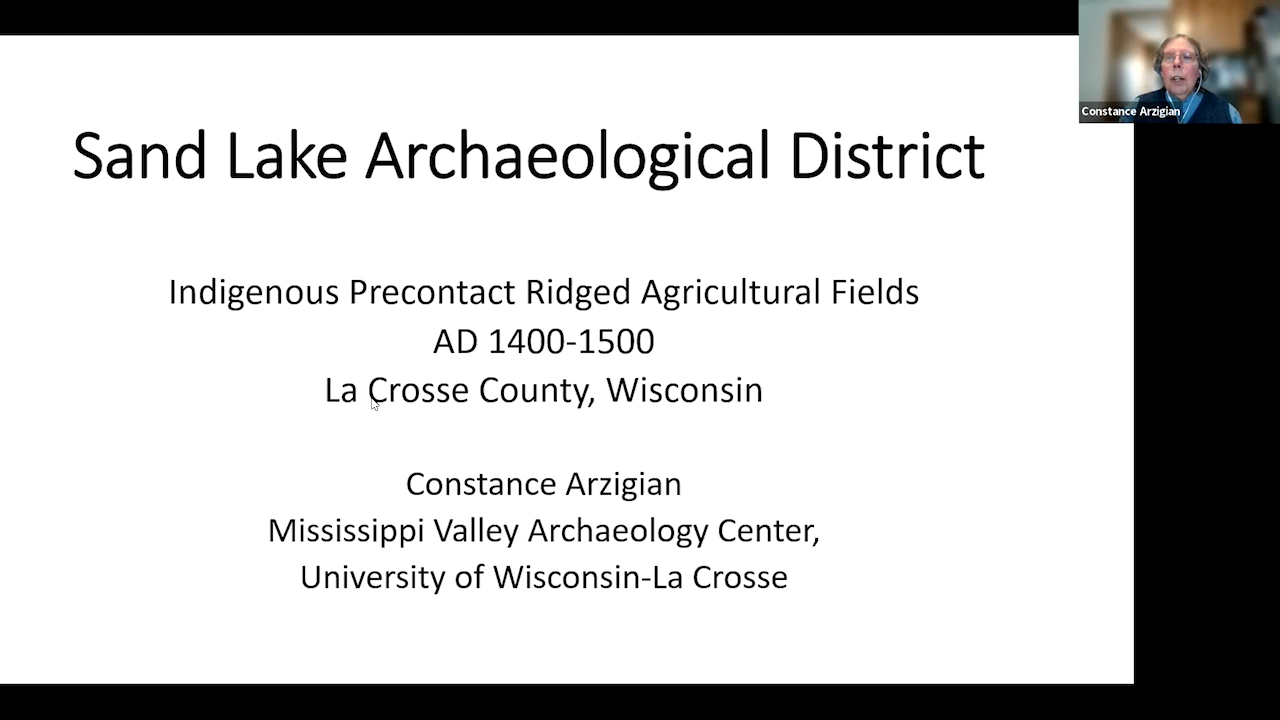 Constance Arzigian
Sand Lake Archaeological District
Indigenous Precontact Ridged Agricultural Fields
AD 1400-1500
La Crosse County, Wisconsin
Constance Arzigian
Mississippi Valley Archaeology Center,
University of Wisconsin-La Crosse